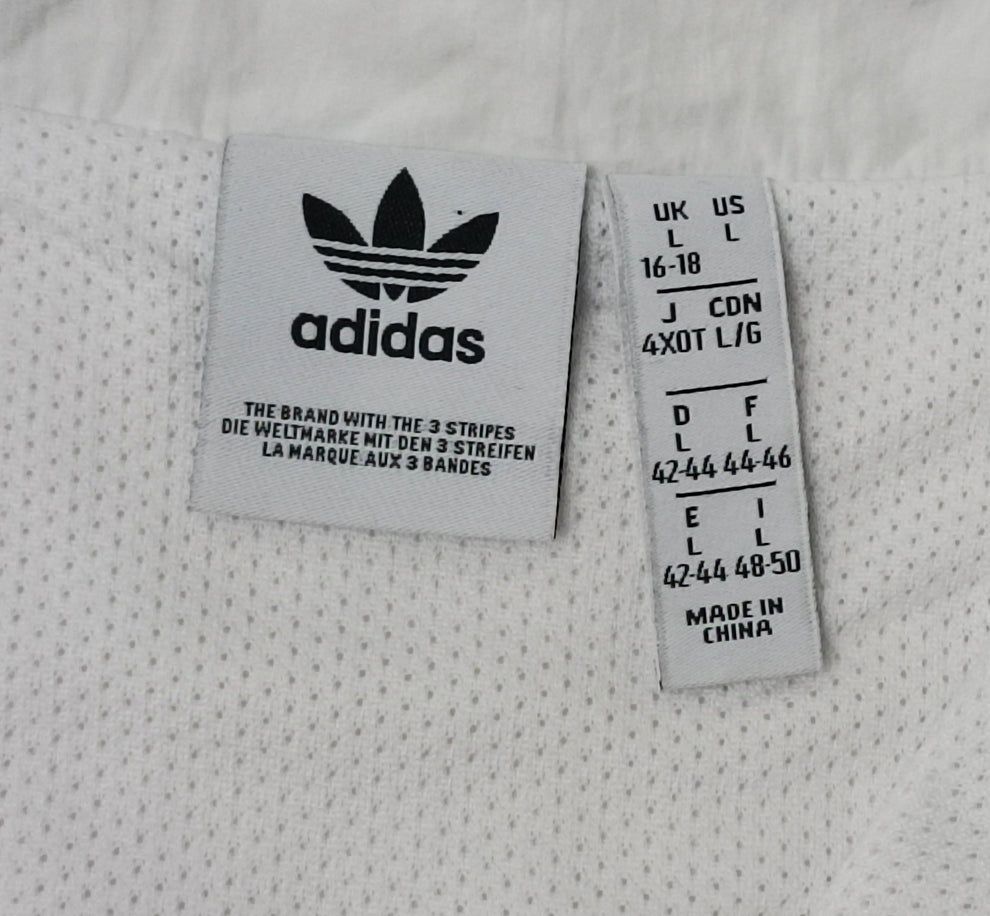 adidas
THE BRAND WITH THE 3 STRIPES
DIE WELTMARKE MIT DEN 3 STREIFEN
LA MARQUE AUX 3 BANDES
UK US
L L
16-18
J CDN
4XOT L/G
D F
L L
42-44 44-46
E I
L L
42-44 48-50
MADE IN
CHINA